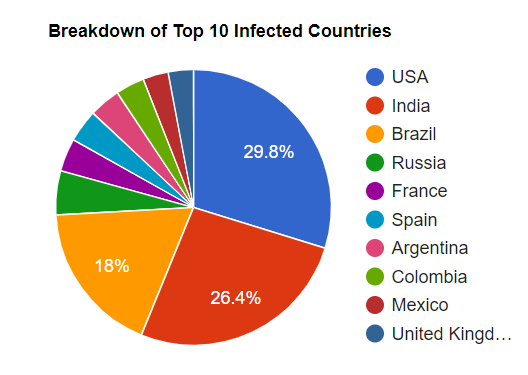 Breakdown of Top 10 Infected Countries
29.8%
26.4%
18%
USA
India
Brazil
Russia
France
Spain
Argentina
Colombia
Mexico
United Kingd…